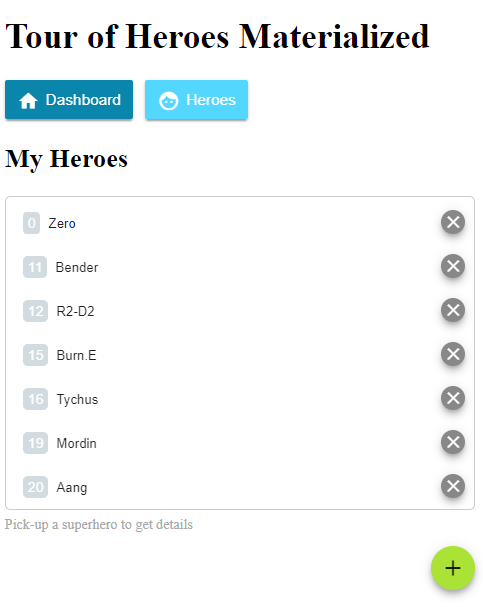 Tour of Heroes Materialized
Dashboard Heroes
My Heroes
0 Zero
11 Bender
12 R2-D2
15 Burn.E
16 Tychus
19 Mordin
20 Aang
Pick-up a superhero to get details
+